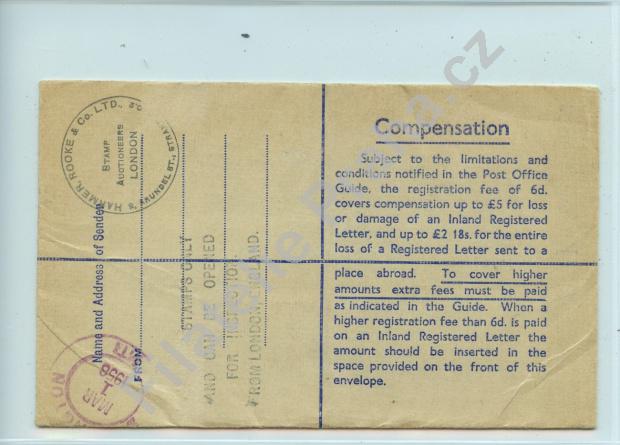 HARMER, ROOKE & Co. LTD.,
ARUNDEL ST., STRAND
STAMP
AUCTIONEERS
LONDON
Name and Address of Sender.
FROM
STAMPS ONLY
AND CAN BE OPENED
FOR INSPECTION.
FROM LONDON, ENGLAND.
MAR
1
1956
Compensation
Subject to the limitations and
conditions notified in the Post Office
Guide, the registration fee of 6d.
covers compensation up to £5 for loss
or damage of an Inland Registered
Letter, and up to £2 18s. for the entire
loss of a Registered Letter sent to a
place abroad. To cover higher
amounts extra fees must be paid
as indicated in the Guide. When a
higher registration fee than 6d. is paid
on an Inland Registered Letter the
amount should be inserted in the
space provided on the front of this
envelope.